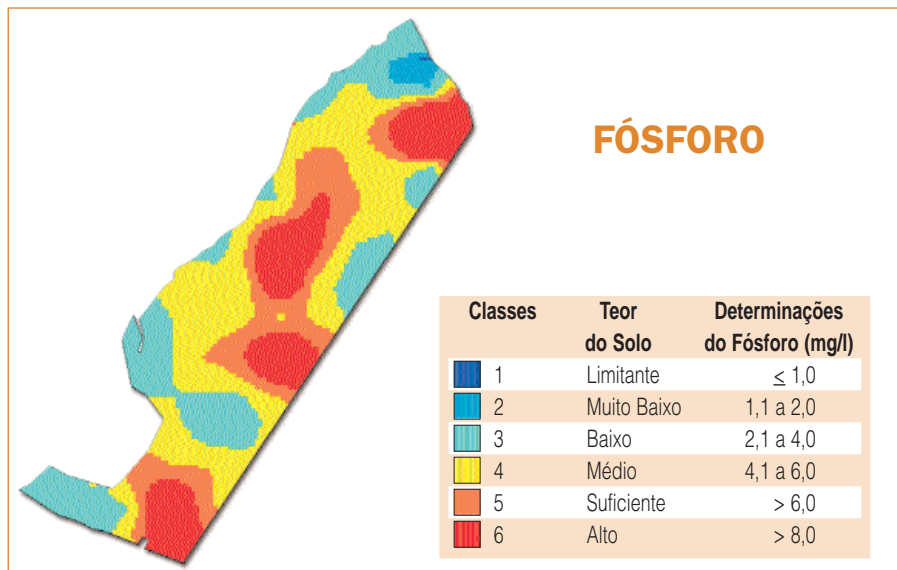 FÓSFORO
Classes Teor Determinações
do Solo do Fósforo (mg/l)
1 Limitante ≤ 1,0
2 Muito Baixo 1,1 a 2,0
3 Baixo 2,1 a 4,0
4 Médio 4,1 a 6,0
5 Suficiente > 6,0
6 Alto > 8,0